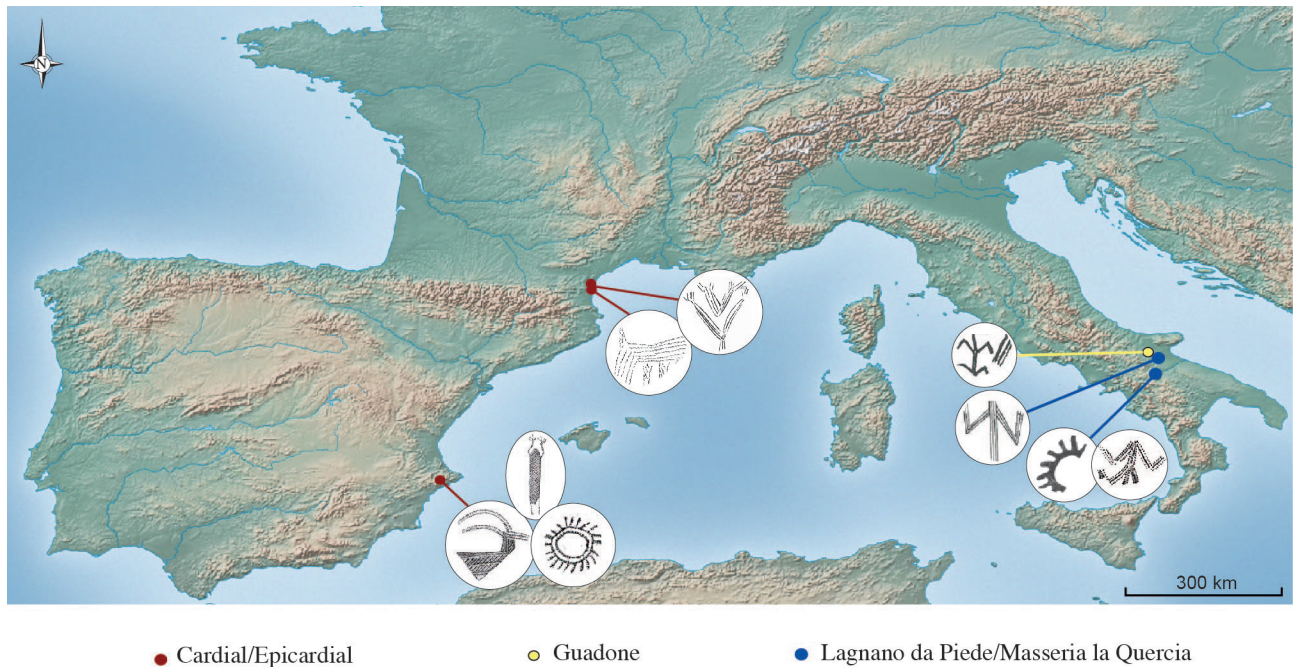 N
300 km
Cardial/Epicardial
Guadone
Lagnano da Piede/Masseria la Quercia